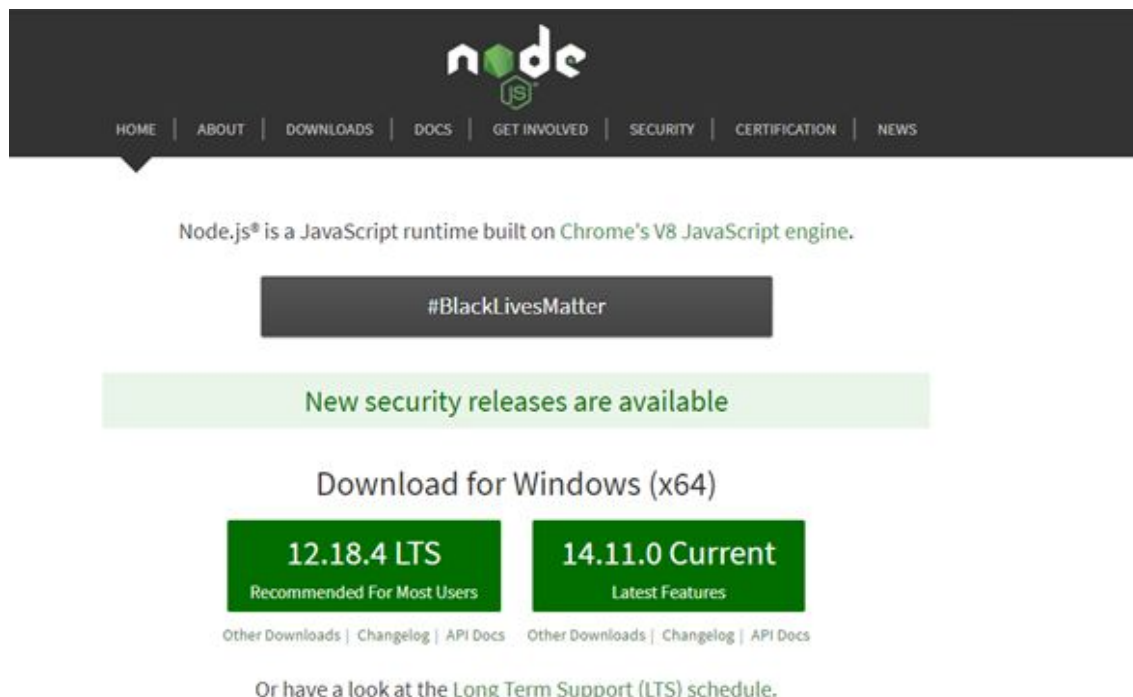 node
JS
HOME | ABOUT | DOWNLOADS | DOCS | GET INVOLVED | SECURITY | CERTIFICATION | NEWS
Node.js® is a JavaScript runtime built on Chrome's V8 JavaScript engine.
#BlackLivesMatter
New security releases are available
Download for Windows (x64)
12.18.4 LTS
Recommended For Most Users
14.11.0 Current
Latest Features
Other Downloads | Changelog | API Docs
Other Downloads | Changelog | API Docs
Or have a look at the Long Term Support (LTS) schedule.